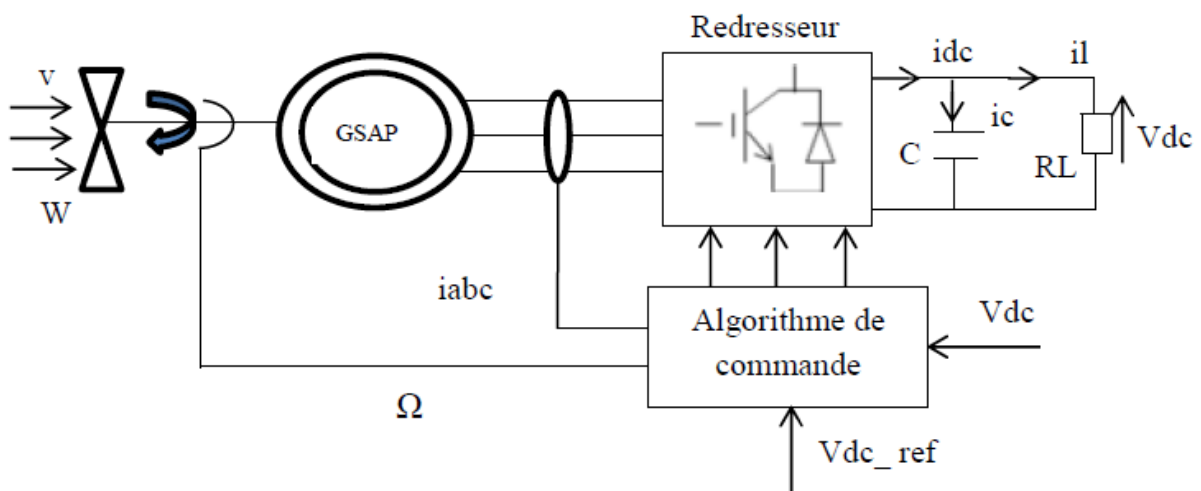 Redresseur
v
GSAP
idc
il
ic
C
RL
Vdc
W
iabc
Algorithme de
commande
Vdc
Ω
Vdc_ ref